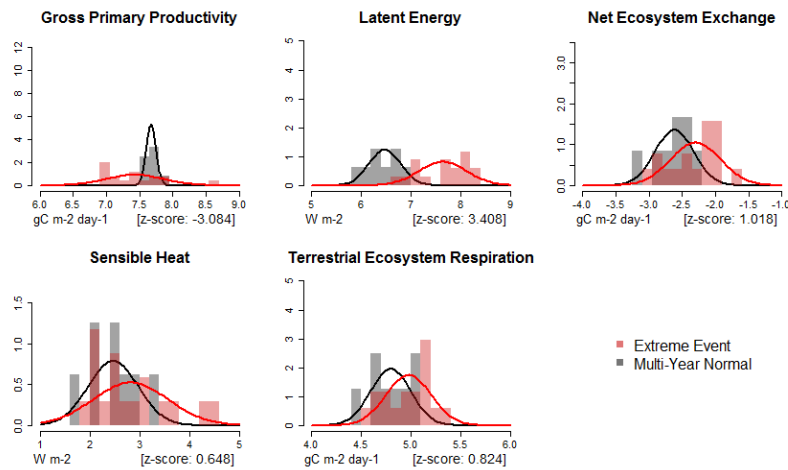 Gross Primary Productivity
12
10
8
6
4
2
0
6.0 6.5 7.0 7.5 8.0 8.5 9.0
gC m-2 day-1 [z-score: -3.084]
Latent Energy
5
4
3
2
1
0
5 6 7 8 9
W m-2 [z-score: 3.408]
Net Ecosystem Exchange
3.0
2.0
1.0
0.0
-4.0 -3.5 -3.0 -2.5 -2.0 -1.5 -1.0
gC m-2 day-1 [z-score: 1.018]
Sensible Heat
1.5
1.0
0.5
0.0
1 2 3 4 5
W m-2 [z-score: 0.648]
Terrestrial Ecosystem Respiration
5
4
3
2
1
0
4.0 4.5 5.0 5.5 6.0
gC m-2 day-1 [z-score: 0.824]
Extreme Event
Multi-Year Normal